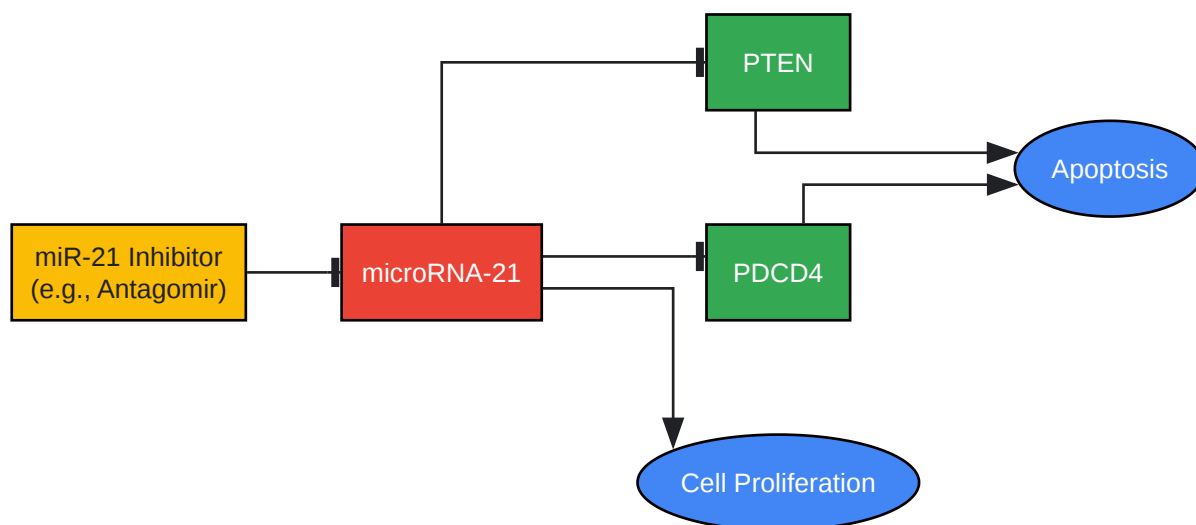 PTEN
Apoptosis
miR-21 Inhibitor
(e.g., Antagomir)
microRNA-21
PDCD4
Cell Proliferation